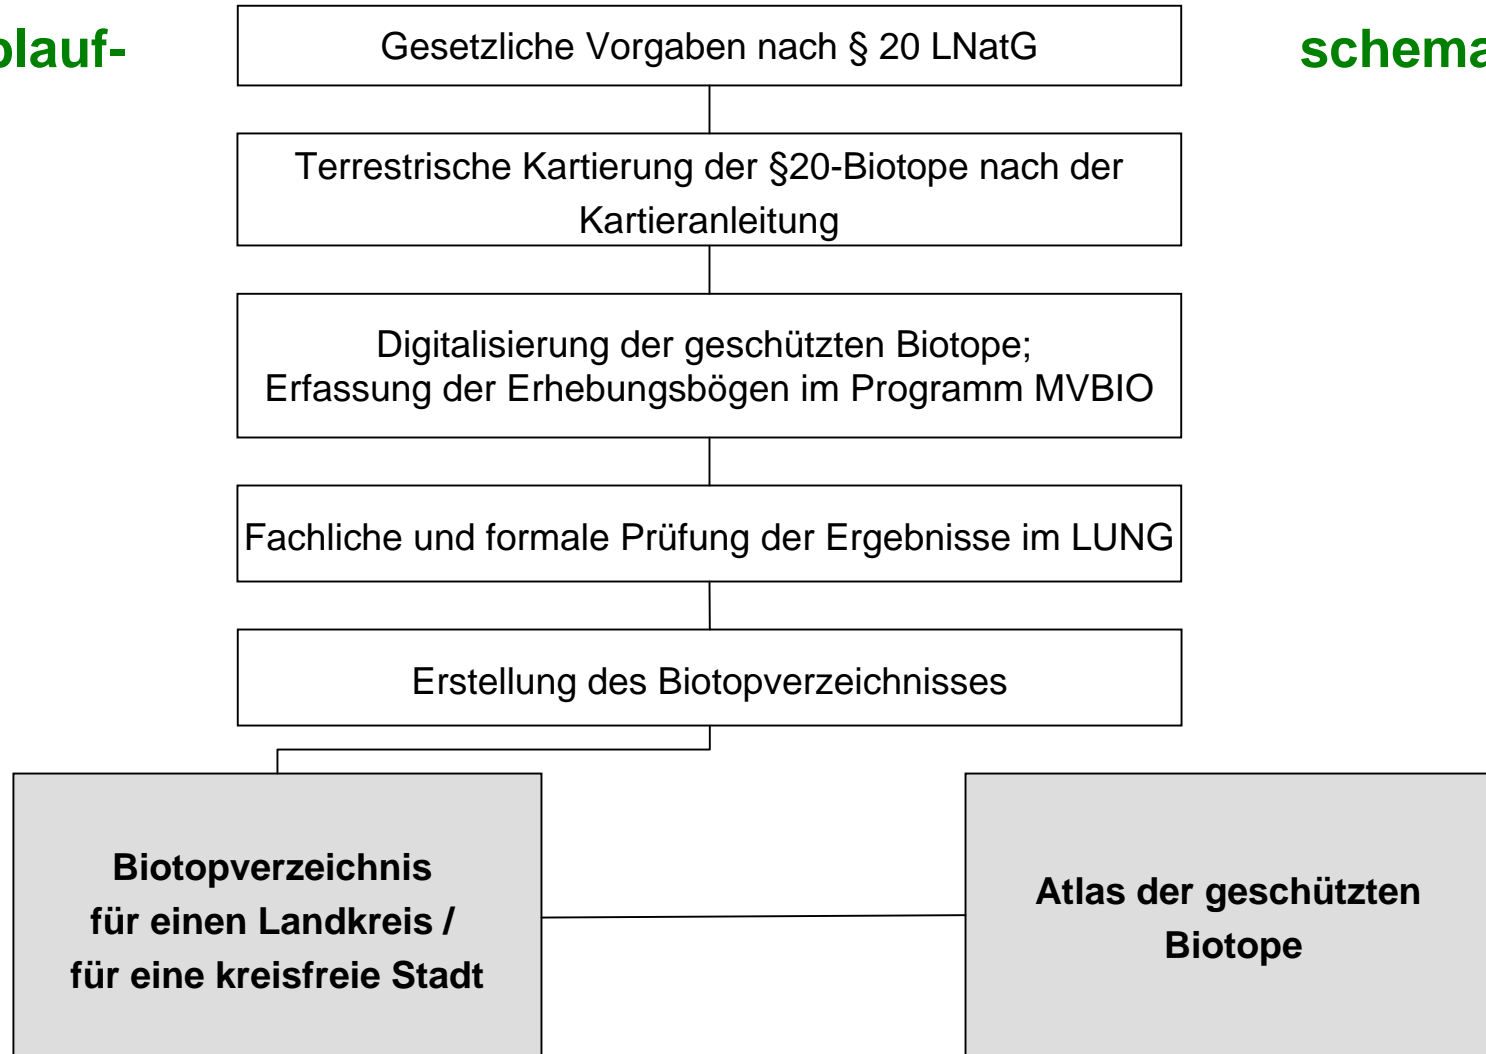 blauf-
Gesetzliche Vorgaben nach § 20 LNatG
schema
Terrestrische Kartierung der §20-Biotope nach der
Kartieranleitung
Digitalisierung der geschützten Biotope;
Erfassung der Erhebungsbögen im Programm MVBIO
Fachliche und formale Prüfung der Ergebnisse im LUNG
Erstellung des Biotopverzeichnisses
Biotopverzeichnis
für einen Landkreis /
für eine kreisfreie Stadt
Atlas der geschützten
Biotope